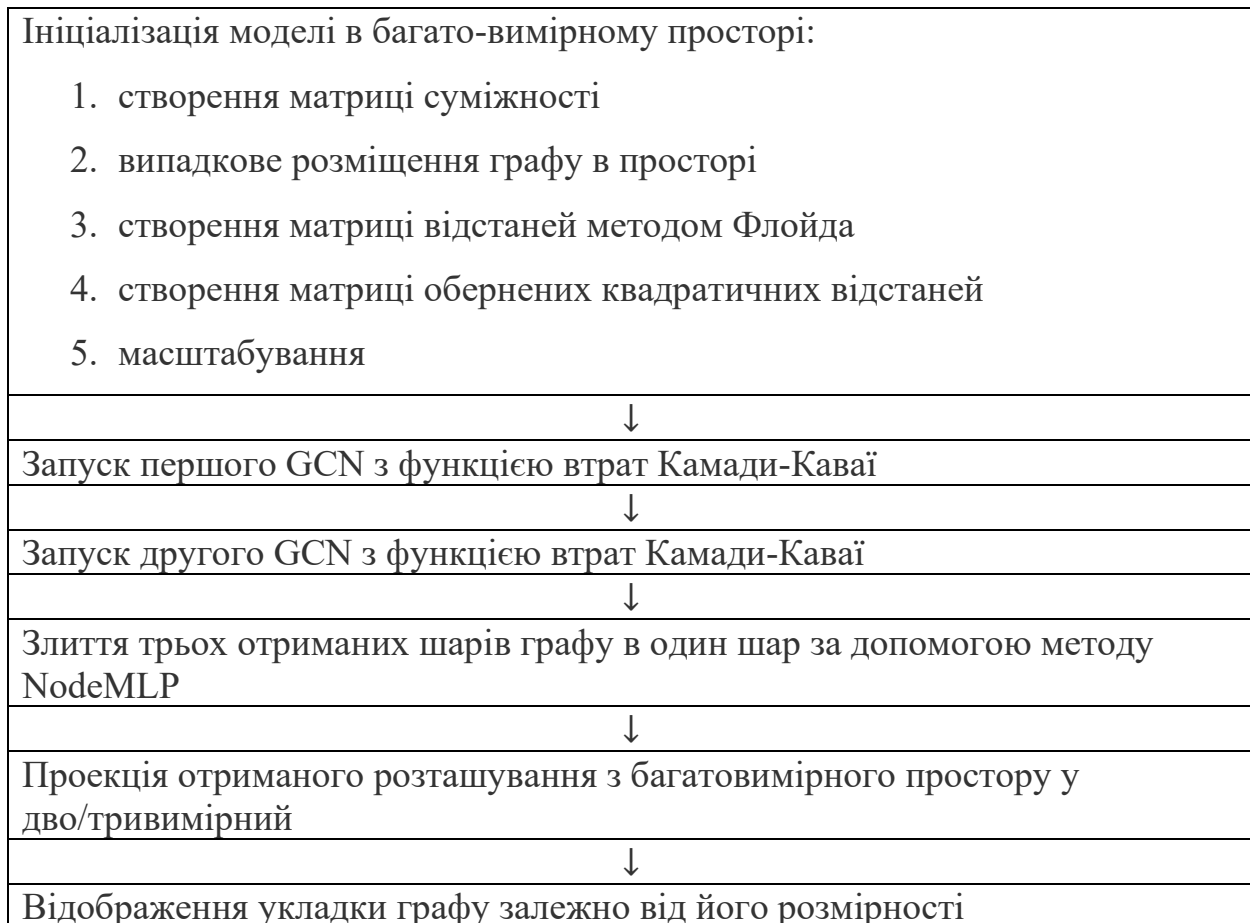 Ініціалізація моделі в багато-вимірному просторі:
1. створення матриці суміжності
2. випадкове розміщення графу в просторі
3. створення матриці відстаней методом Флойда
4. створення матриці обернених квадратичних відстаней
5. масштабування
↓
Запуск першого GCN з функцією втрат Камади-Каваї
↓
Запуск другого GCN з функцією втрат Камади-Каваї
↓
Злиття трьох отриманих шарів графу в один шар за допомогою методу
NodeMLP
↓
Проекція отриманого розташування з багатовимірного простору у
дво/тривимірний
↓
Відображення укладки графу залежно від його розмірності